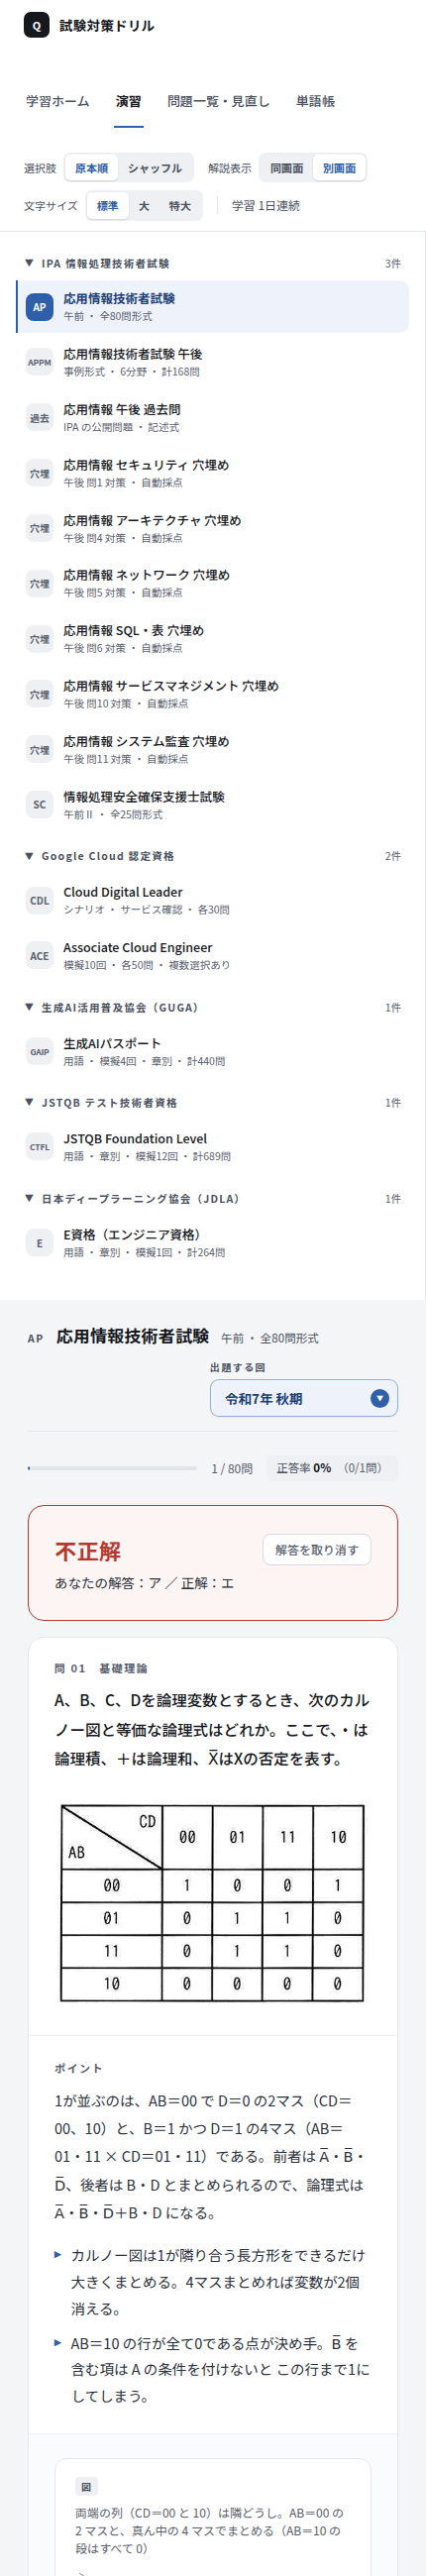 Q 試験対策ドリル
学習ホーム 演習 問題一覧・見直し 単語帳
選択肢 原本順 シャッフル 解説表示 同画面 別画面
文字サイズ 標準 大 特大 学習 1日連続
▼ IPA 情報処理技術者試験 3件
AP 応用情報技術者試験
午前 ・ 全80問形式
APPM 応用情報技術者試験 午後
事例形式 ・ 6分野 ・ 計168問
過去 応用情報 午後 過去問
IPA の公開問題 ・ 記述式
穴埋 応用情報 セキュリティ 穴埋め
午後 問1 対策 ・ 自動採点
穴埋 応用情報 アーキテクチャ 穴埋め
午後 問4 対策 ・ 自動採点
穴埋 応用情報 ネットワーク 穴埋め
午後 問5 対策 ・ 自動採点
穴埋 応用情報 SQL・表 穴埋め
午後 問6 対策 ・ 自動採点
穴埋 応用情報 サービスマネジメント 穴埋め
午後 問10 対策 ・ 自動採点
穴埋 応用情報 システム監査 穴埋め
午後 問11 対策 ・ 自動採点
SC 情報処理安全確保支援士試験
午前Ⅱ ・ 全25問形式
▼ Google Cloud 認定資格 2件
CDL Cloud Digital Leader
シナリオ ・ サービス確認 ・ 各30問
ACE Associate Cloud Engineer
模擬10回 ・ 各50問 ・ 複数選択あり
▼ 生成AI活用普及協会（GUGA） 1件
GAIP 生成AIパスポート
用語 ・ 模擬4回 ・ 章別 ・ 計440問
▼ JSTQB テスト技術者資格 1件
CTFL JSTQB Foundation Level
用語 ・ 章別 ・ 模擬12回 ・ 計689問
▼ 日本ディープラーニング協会（JDLA） 1件
E E資格（エンジニア資格）
用語 ・ 章別 ・ 模擬1回 ・ 計264問
AP 応用情報技術者試験 午前 ・ 全80問形式
出題する回
令和7年 秋期 ▼
1 / 80問 正答率 0% （0/1問）
不正解 解答を取り消す
あなたの解答：ア ／ 正解：エ
問 01 基礎理論
A、B、C、Dを論理変数とするとき、次のカル
ノー図と等価な論理式はどれか。ここで、・は
論理積、＋は論理和、X̅はXの否定を表す。
CD 00 01 11 10
AB
00 1 0 0 1
01 0 1 1 0
11 0 1 1 0
10 0 0 0 0
ポイント
1が並ぶのは、AB＝00 で D＝0 の2マス（CD＝
00、10）と、B＝1 かつ D＝1 の4マス（AB＝
01・11 × CD＝01・11）である。前者は A̅・B̅・
D̅、後者は B・D とまとめられるので、論理式は
A̅・B̅・D̅＋B・D になる。
▶ カルノー図は1が隣り合う長方形をできるだけ
大きくまとめる。4マスまとめれば変数が2個
消える。
▶ AB＝10 の行が全て0である点が決め手。B̅ を
含む項は A の条件を付けないと この行まで1に
してしまう。
図
両端の列（CD＝00 と 10）は隣どうし。AB＝00 の
2 マスと、真ん中の 4 マスでまとめる（AB＝10 の
段はすべて 0）